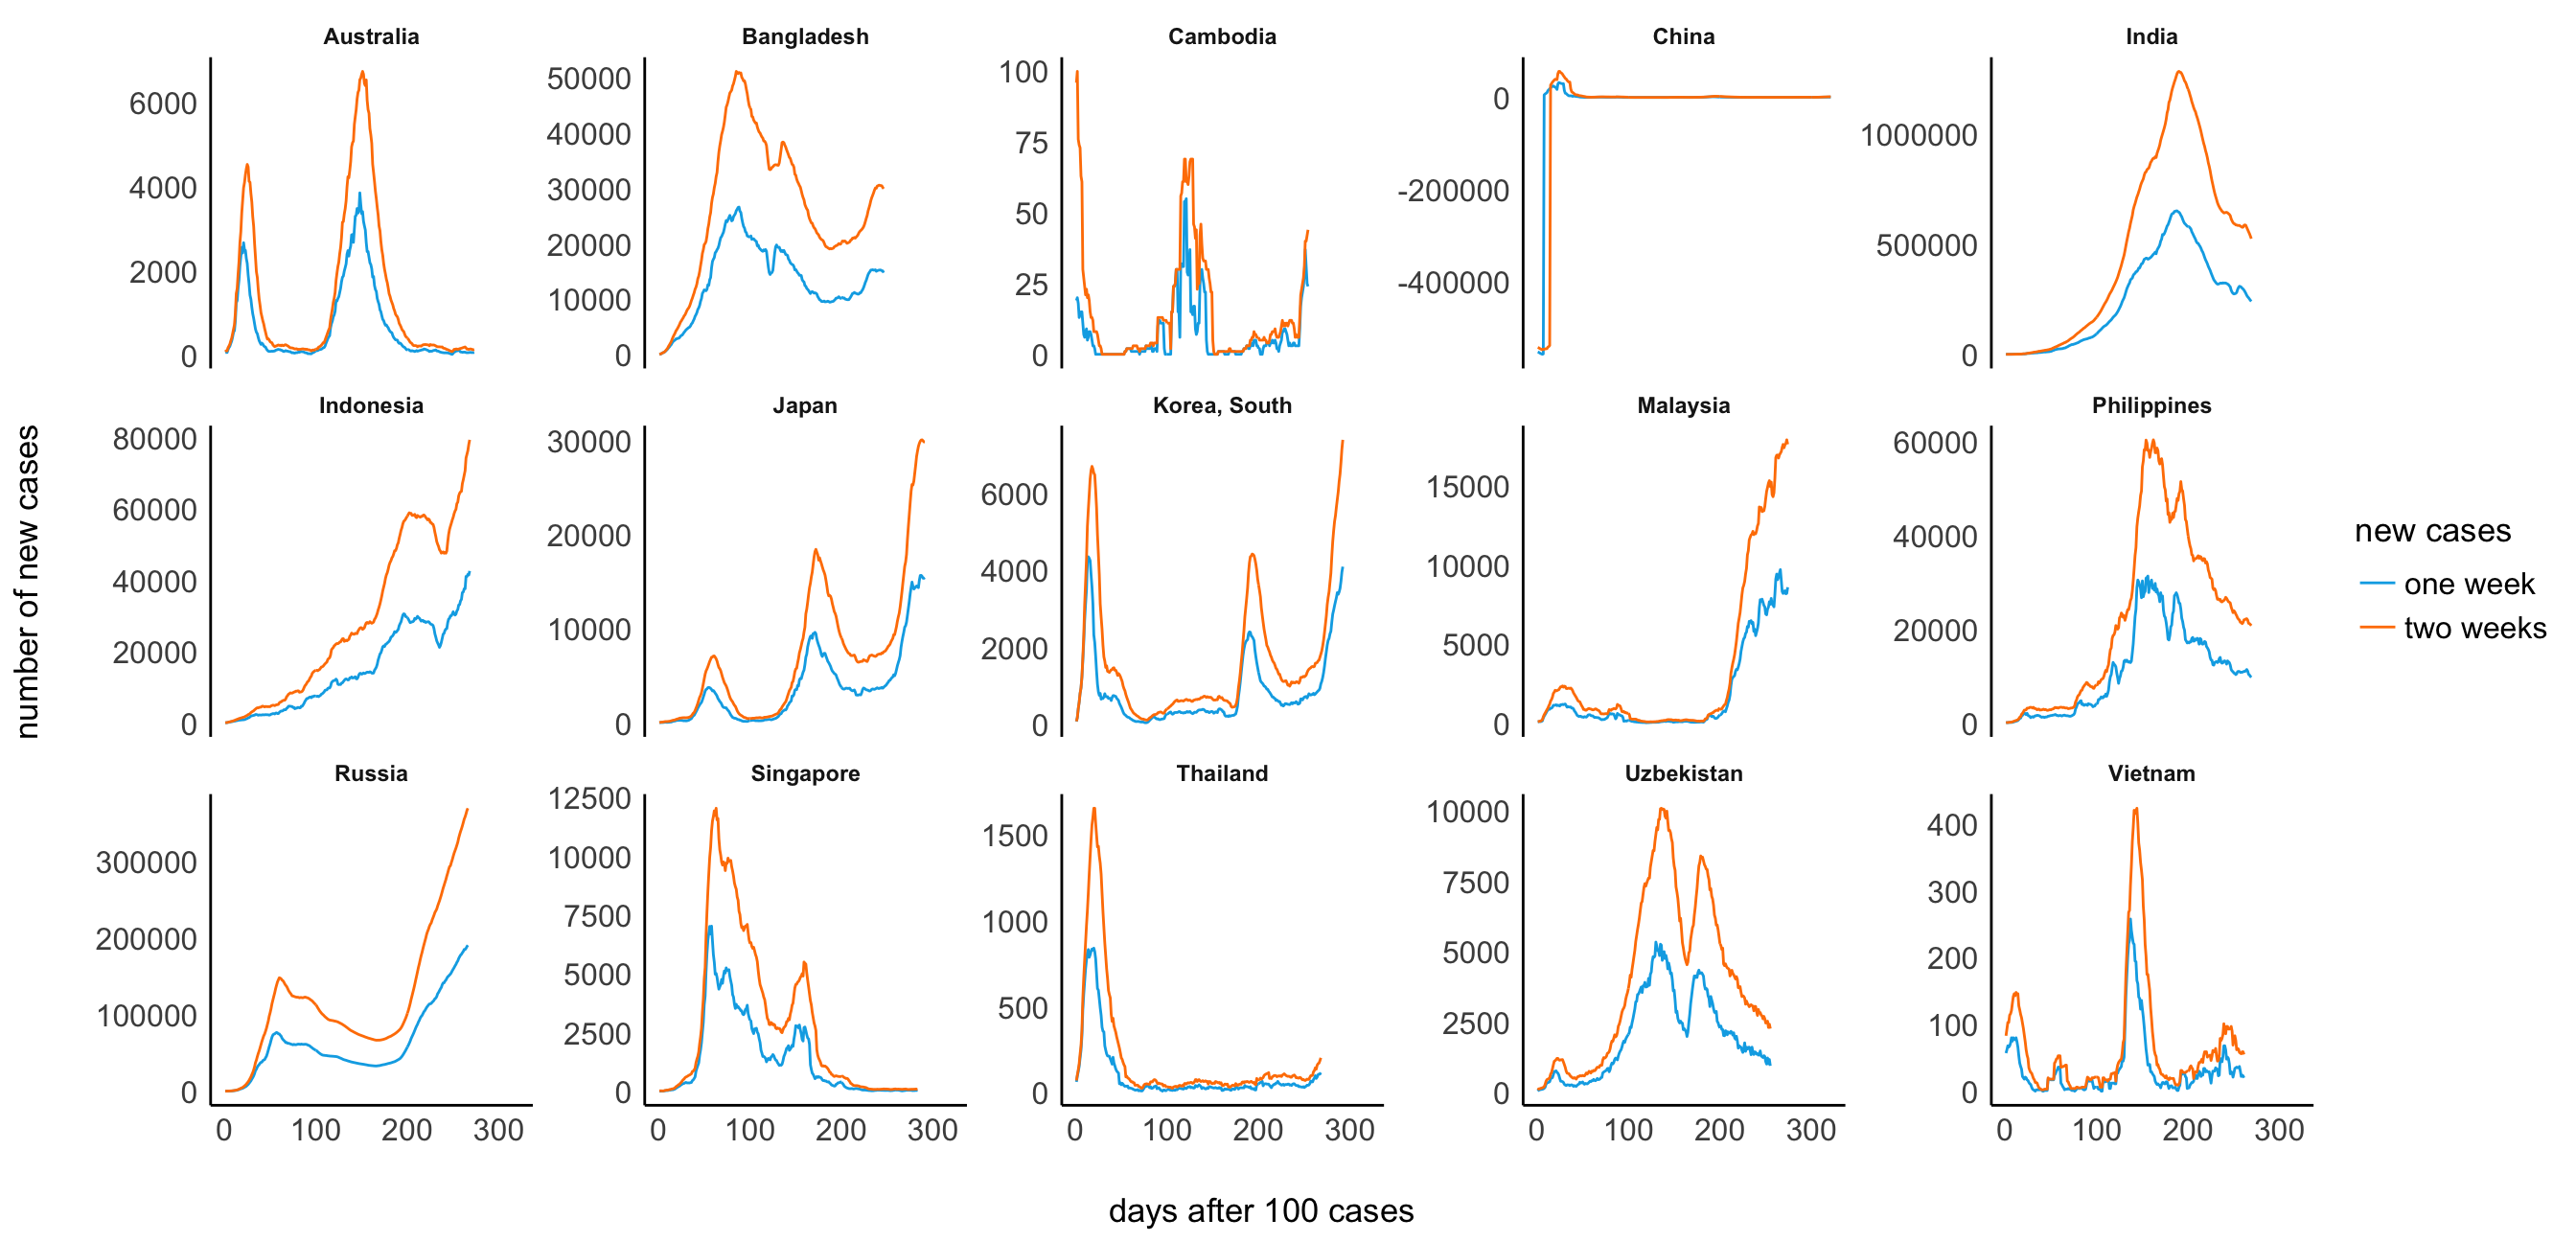 Australia Bangladesh Cambodia China India
6000 4000 2000 0
50000 40000 30000 20000 10000 0
100 75 50 25 0
0 -200000 -400000
1000000 500000 0
Indonesia Japan Korea, South Malaysia Philippines
80000 60000 40000 20000 0
30000 20000 10000 0
6000 4000 2000 0
15000 10000 5000 0
60000 40000 20000 0
Russia Singapore Thailand Uzbekistan Vietnam
300000 200000 100000 0
12500 10000 7500 5000 2500 0
1500 1000 500 0
10000 7500 5000 2500 0
400 300 200 100 0
0 100 200 300 0 100 200 300 0 100 200 300 0 100 200 300 0 100 200 300
days after 100 cases
number of new cases
new cases
one week
two weeks